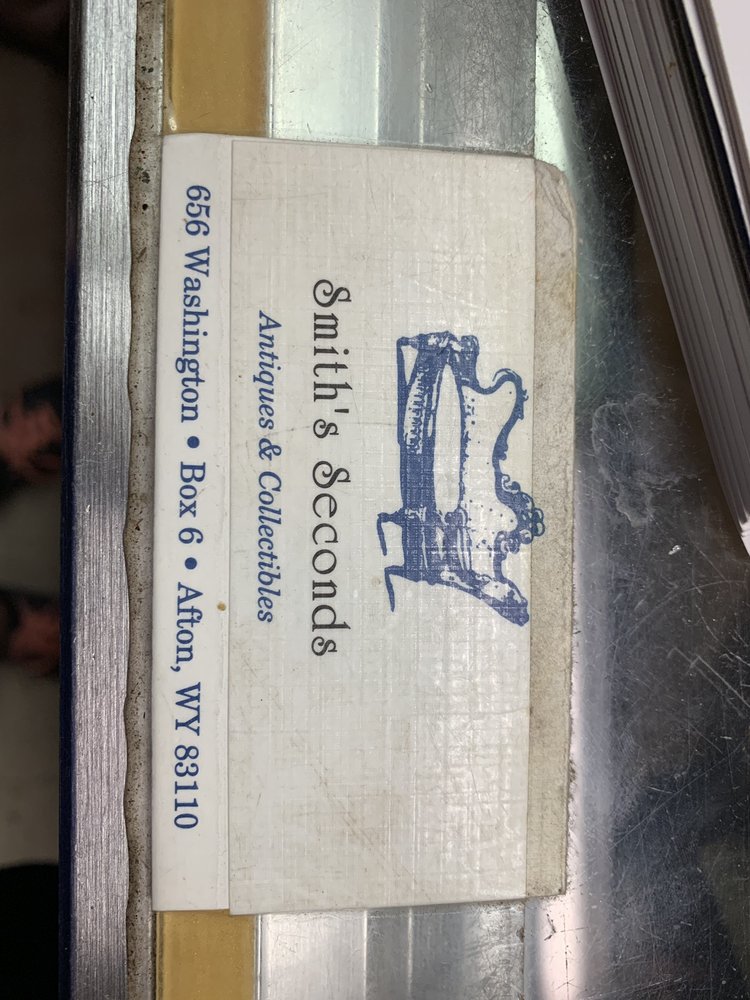 Smith's Seconds
Antiques & Collectibles
656 Washington • Box 6 • Afton, WY 83110